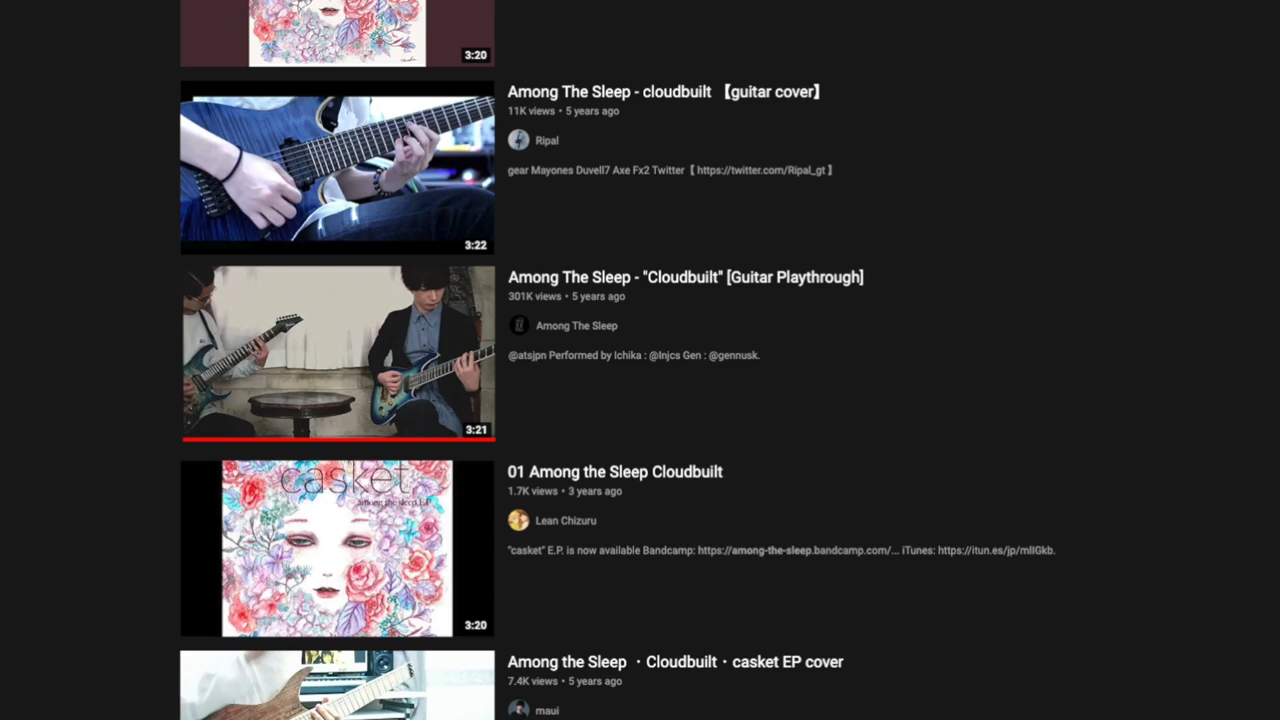 3:20
Among The Sleep - cloudbuilt 【guitar cover】
11K views • 5 years ago
Ripal
gear Mayones Duvell7 Axe Fx2 Twitter【 https://twitter.com/Ripal_gt 】
3:22
Among The Sleep - "Cloudbuilt" [Guitar Playthrough]
301K views • 5 years ago
Among The Sleep
@atsjpn Performed by Ichika : @Injcs Gen : @gennusk.
3:21
casket
Among the sleep EP
01 Among the Sleep Cloudbuilt
1.7K views • 3 years ago
Lean Chizuru
"casket" E.P. is now available Bandcamp: https://among-the-sleep.bandcamp.com/... iTunes: https://itun.es/jp/mlIGkb.
3:20
Among the Sleep ・Cloudbuilt・casket EP cover
7.4K views • 5 years ago
maui